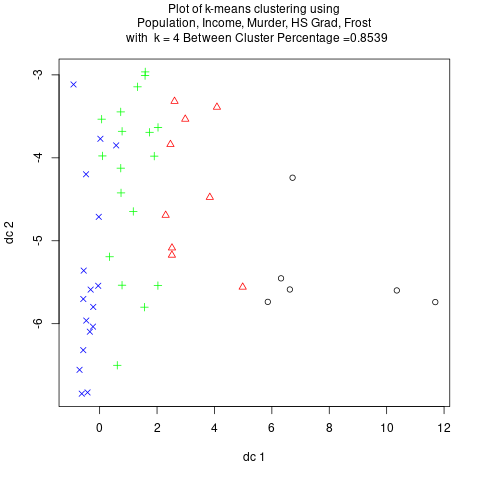 Plot of k-means clustering using
Population, Income, Murder, HS Grad, Frost
with k = 4 Between Cluster Percentage =0.8539
-3
-4
-5
-6
dc 2
0 2 4 6 8 10 12
dc 1